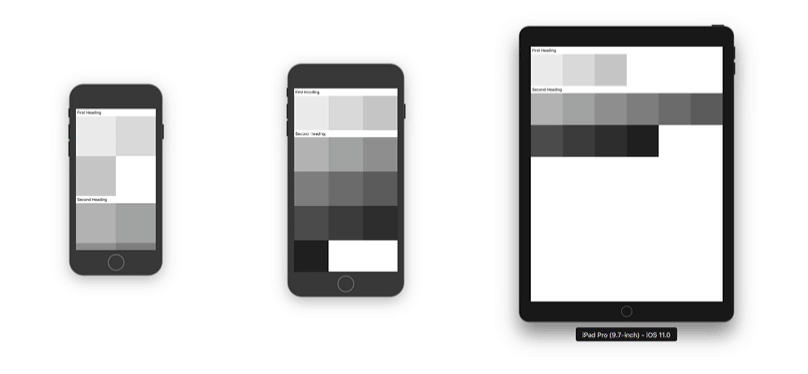 First Heading
Second Heading
First Heading
Second Heading
First Heading
Second Heading
iPad Pro (9.7-inch) - iOS 11.0